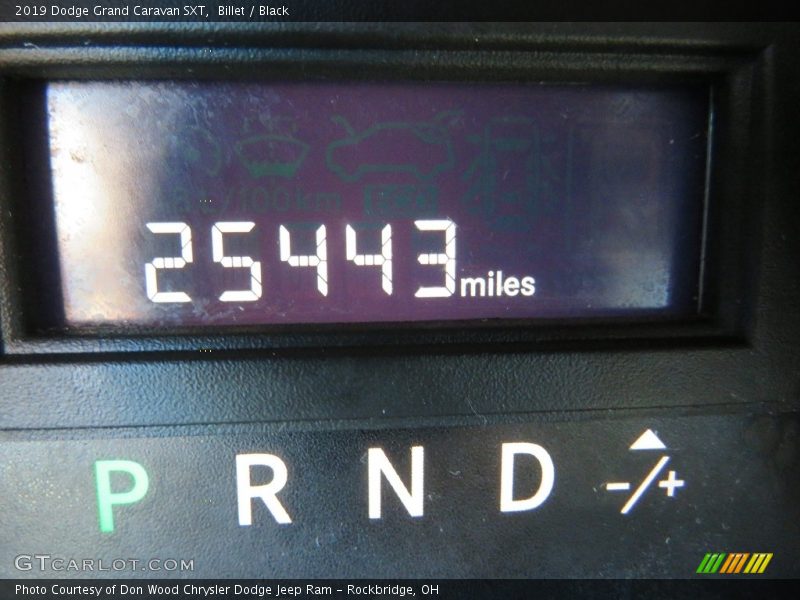 2019 Dodge Grand Caravan SXT, Billet / Black
25443 miles
P R N D -/+
GTCARLOT.COM
Photo Courtesy of Don Wood Chrysler Dodge Jeep Ram - Rockbridge, OH